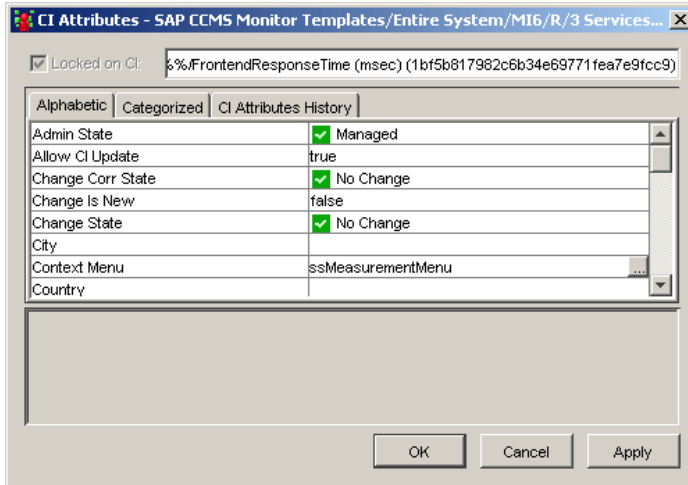 CI Attributes - SAP CCMS Monitor Templates/Entire System/MI6/R/3 Services...
Locked on CI: %%/FrontendResponseTime (msec) (1bf5b817982c6b34e69771fea7e9fcc9)
Alphabetic Categorized CI Attributes History
Admin State Managed
Allow CI Update true
Change Corr State No Change
Change Is New false
Change State No Change
City
Context Menu ssMeasurementMenu ...
Country
OK Cancel Apply